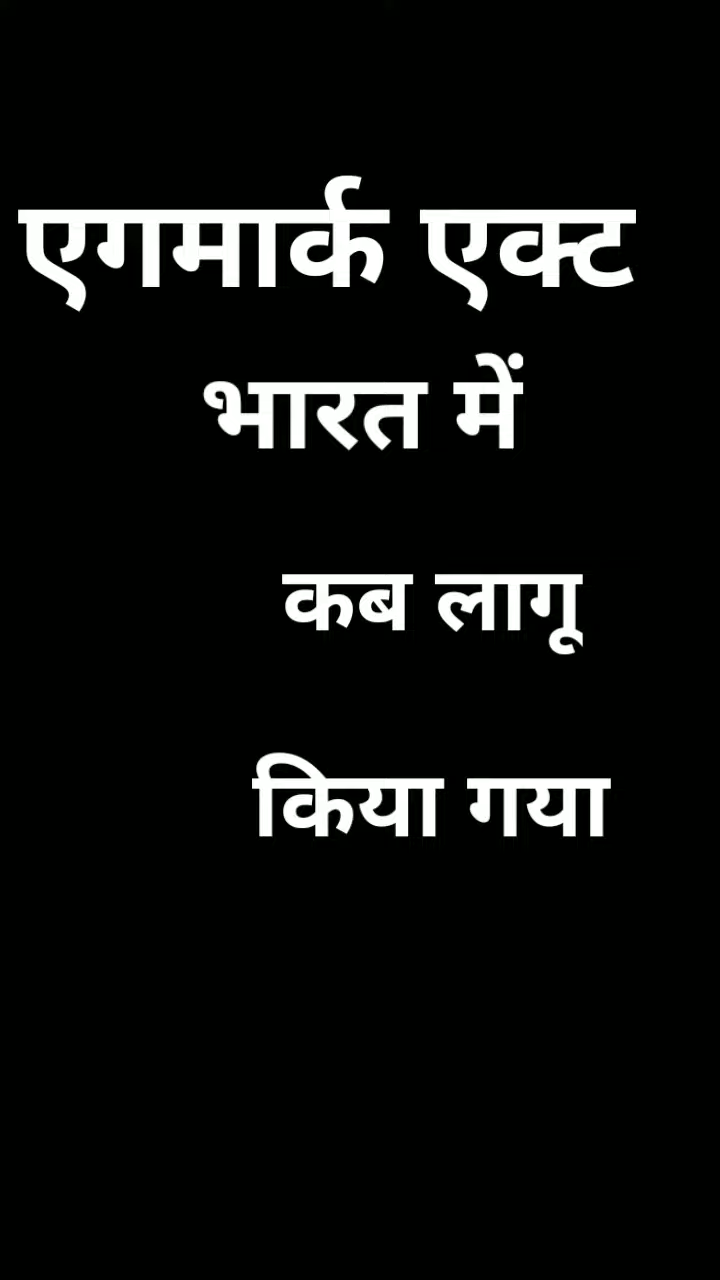 एगमार्क एक्ट
भारत में
कब लागू
किया गया